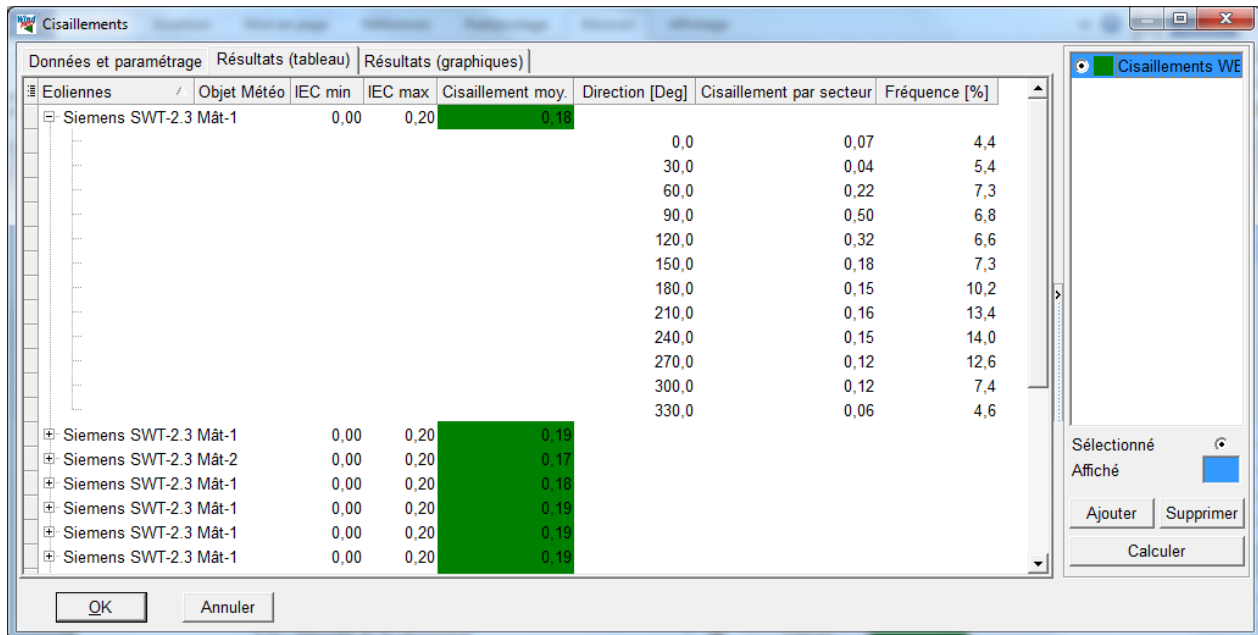 Cisaillements
Données et paramétrage Résultats (tableau) Résultats (graphiques)
Eoliennes Objet Météo IEC min IEC max Cisaillement moy. Direction [Deg] Cisaillement par secteur Fréquence [%]
Siemens SWT-2.3 Mât-1 0,00 0,20 0,18
0,0 0,07 4,4
30,0 0,04 5,4
60,0 0,22 7,3
90,0 0,50 6,8
120,0 0,32 6,6
150,0 0,18 7,3
180,0 0,15 10,2
210,0 0,16 13,4
240,0 0,15 14,0
270,0 0,12 12,6
300,0 0,12 7,4
330,0 0,06 4,6
Siemens SWT-2.3 Mât-1 0,00 0,20 0,19
Siemens SWT-2.3 Mât-2 0,00 0,20 0,17
Siemens SWT-2.3 Mât-1 0,00 0,20 0,18
Siemens SWT-2.3 Mât-1 0,00 0,20 0,19
Siemens SWT-2.3 Mât-1 0,00 0,20 0,19
Siemens SWT-2.3 Mât-1 0,00 0,20 0,19
Cisaillements WE
Sélectionné
Affiché
Ajouter Supprimer
Calculer
OK Annuler